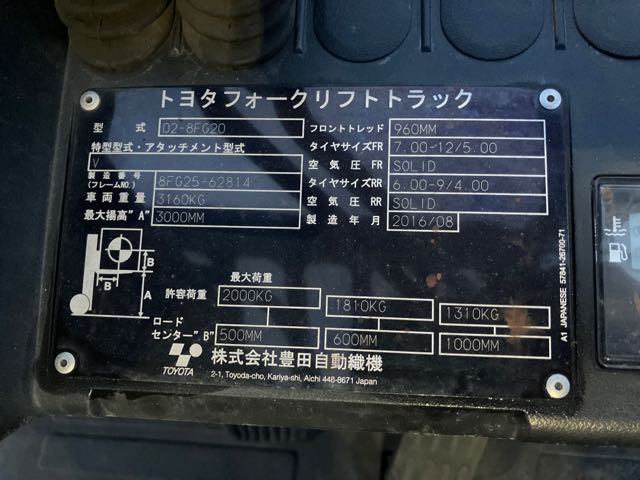 トヨタフォークリフトトラック
型式 02-8FG20 フロントトレッド 960MM
特型型式・アタッチメント型式 タイヤサイズFR 7.00-12/5.00
V 空気圧FR SOLID
製造番号 (フレームNO.) 8FG25-62814 タイヤサイズRR 6.00-9/4.00
車両重量 3160KG 空気圧RR SOLID
最大揚高"A" 3000MM 製造年月 2016/08
B
B
A
最大荷重
許容荷重 2000KG 1810KG 1310KG
ロード
センター"B" 500MM 600MM 1000MM
TOYOTA 株式会社豊田自動織機
2-1, Toyoda-cho, Kariya-shi, Aichi 448-8671 Japan
A1 JAPANESE 57841-26700-71